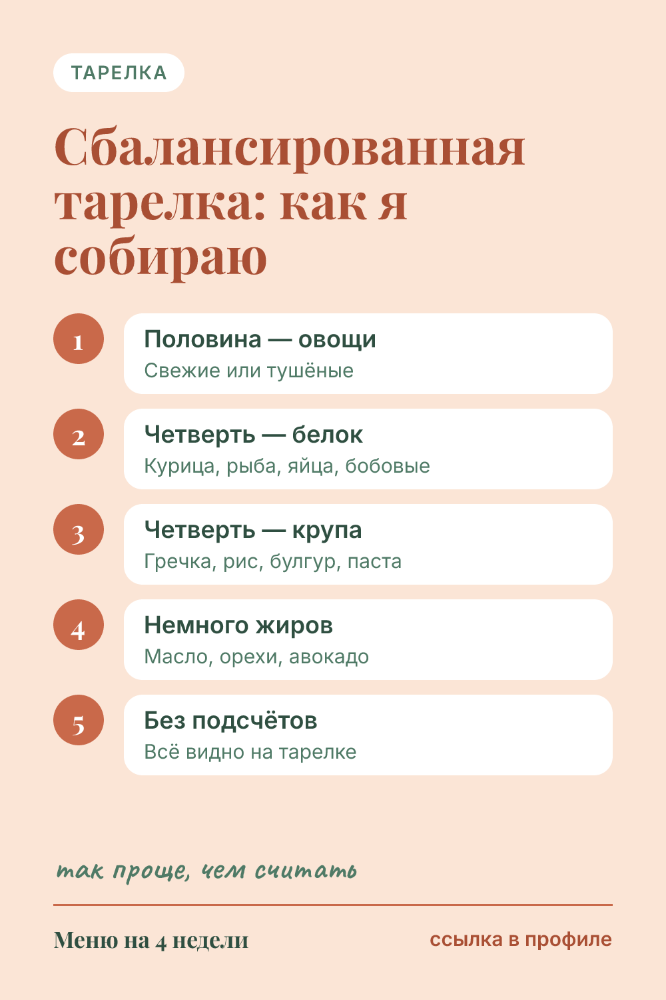 ТАРЕЛКА
Сбалансированная
тарелка: как я
собираю
1
Половина — овощи
Свежие или тушёные
2
Четверть — белок
Курица, рыба, яйца, бобовые
3
Четверть — крупа
Гречка, рис, булгур, паста
4
Немного жиров
Масло, орехи, авокадо
5
Без подсчётов
Всё видно на тарелке
так проще, чем считать
Меню на 4 недели
ссылка в профиле